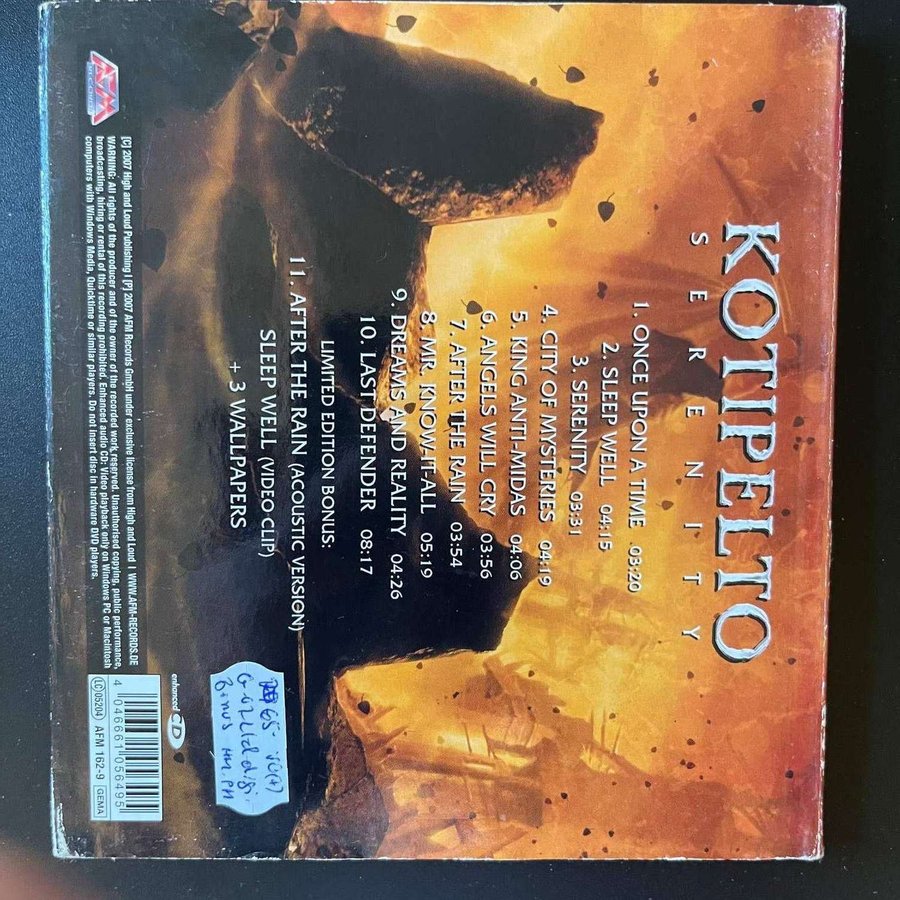 KOTIPELTO
SERENITY
1. ONCE UPON A TIME 03:20
2. SLEEP WELL 04:15
3. SERENITY 03:31
4. CITY OF MYSTERIES 04:19
5. KING ANTI-MIDAS 04:06
6. ANGELS WILL CRY 03:56
7. AFTER THE RAIN 03:54
8. MR. KNOW-IT-ALL 05:19
9. DREAMS AND REALITY 04:26
10. LAST DEFENDER 08:17
LIMITED EDITION BONUS:
11. AFTER THE RAIN (ACOUSTIC VERSION)
SLEEP WELL (VIDEO-CLIP)
+ 3 WALLPAPERS
65-
Bonus
enhanced CD
AFM
RECORDS
[C] 2007 High and Loud Publishing I [P] 2007 AFM Records GmbH under exclusive license from High and Loud I WWW.AFM-RECORDS.DE
WARNING: All rights of the producer and of the owner of the recorded work reserved. Unauthorised copying, public performance,
broadcasting, hiring or rental of this recording prohibited. Enhanced audio CD: Video playback only on Windows PC or Macintosh
computers with Windows Media, Quicktime or similar players. Do not insert disc in hardware DVD players.
4 046661 056495
LC 05204 AFM 162-9 GEMA